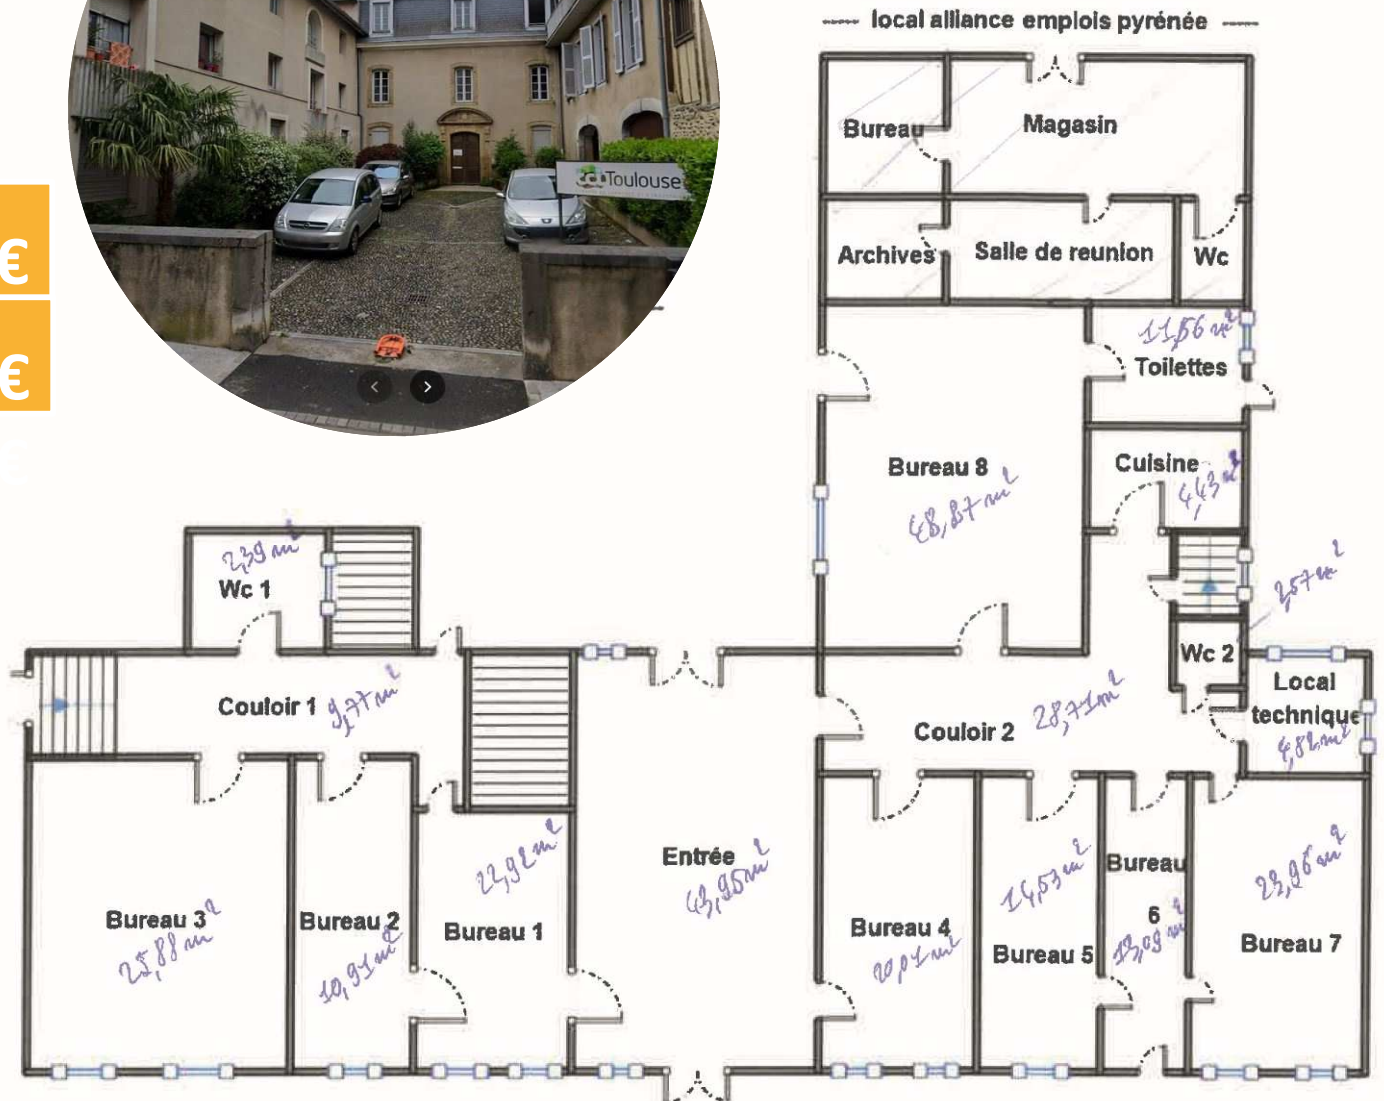 ---- local alliance emplois pyrénée ----
Bureau
Magasin
Archives
Salle de reunion
Wc
Toulouse
€
€
€
11,56 m²
Toilettes
Cuisine
4,43 m²
Bureau 8
48,87 m²
2,39 m²
Wc 1
2,57 m²
Wc 2
Couloir 1
9,77 m²
Couloir 2
28,71 m²
Local
technique
4,82 m²
Entrée
43,95 m²
Bureau 3
25,88 m²
Bureau 2
10,91 m²
22,92 m²
Bureau 1
Bureau 4
20,01 m²
14,53 m²
Bureau 5
Bureau
6
13,09 m²
23,96 m²
Bureau 7